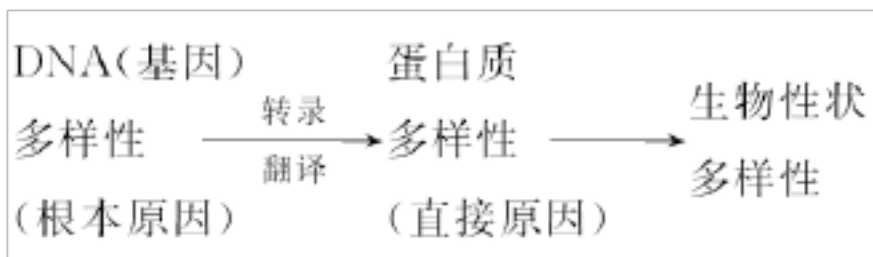 DNA(基因)
多样性
(根本原因)
转录
翻译
蛋白质
多样性
(直接原因)
生物性状
多样性